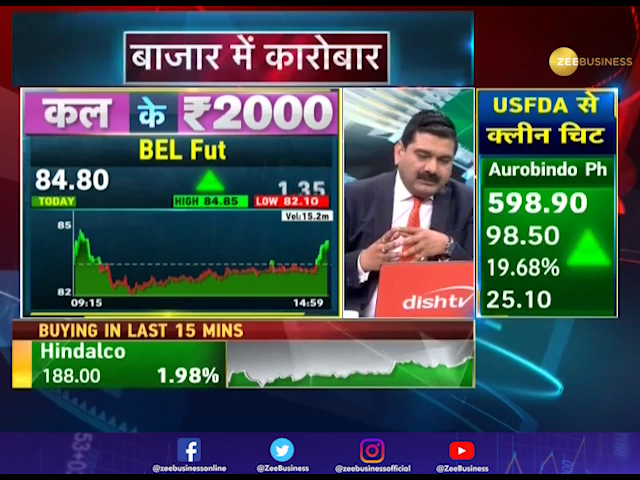 बाजार में कारोबार
ZEEBUSINESS
कल के ₹2000
BEL Fut
84.80
1.35
TODAY
HIGH 84.85
LOW 82.10
Vol:15.2m
85
82
09:15
14:59
dishtv
USFDA से
क्लीन चिट
Aurobindo Ph
598.90
98.50
19.68%
25.10
BUYING IN LAST 15 MINS
Hindalco
188.00
1.98%
@zeebusinessonline
@ZeeBusiness
@zeebusinessofficial
@ZeeBusiness